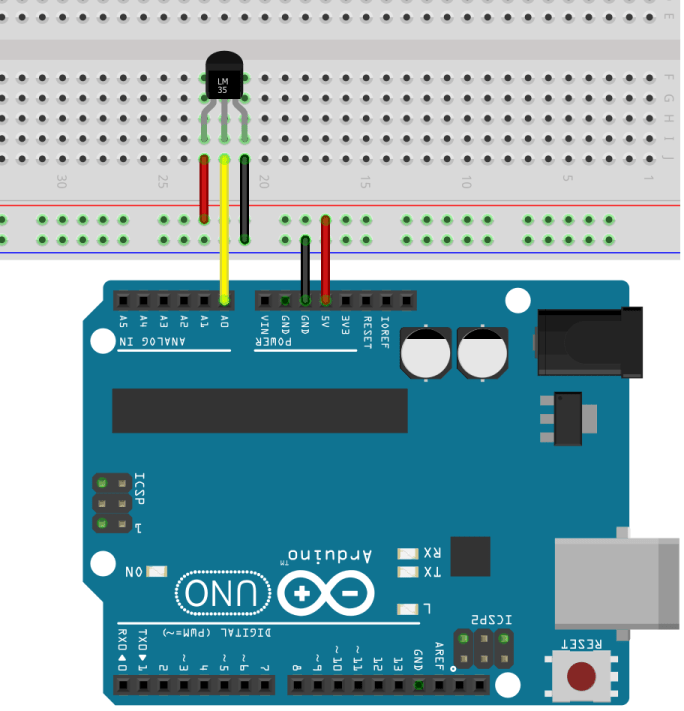 E
LM
35
F
G
H
I
J
30
25
20
15
10
5
1
A5
A4
A3
A2
A1
A0
VIN
GND
GND
5V
3V3
RESET
IOREF
ANALOG IN
POWER
ICSP
1
Arduino™
UNO
ON
RX
TX
L
ICSP2
DIGITAL (PWM=~)
RESET
RX0◄0
TX0►1
2
~3
4
~5
~6
7
8
~9
~10
~11
12
13
GND
AREF